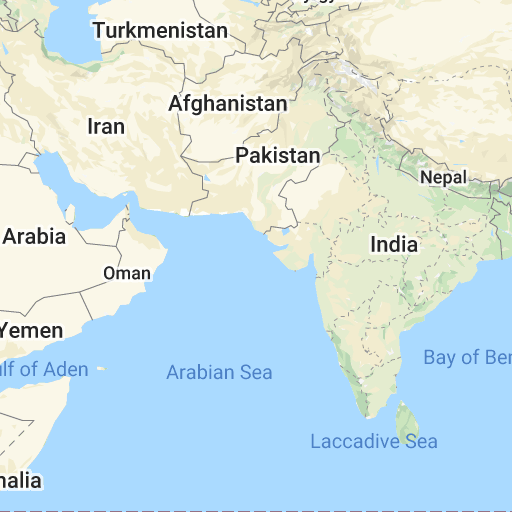 Turkmenistan
Afghanistan
Iran
Pakistan
Nepal
Arabia
India
Oman
Yemen
ulf of Aden
Arabian Sea
Bay of Ben
Laccadive Sea
nalia